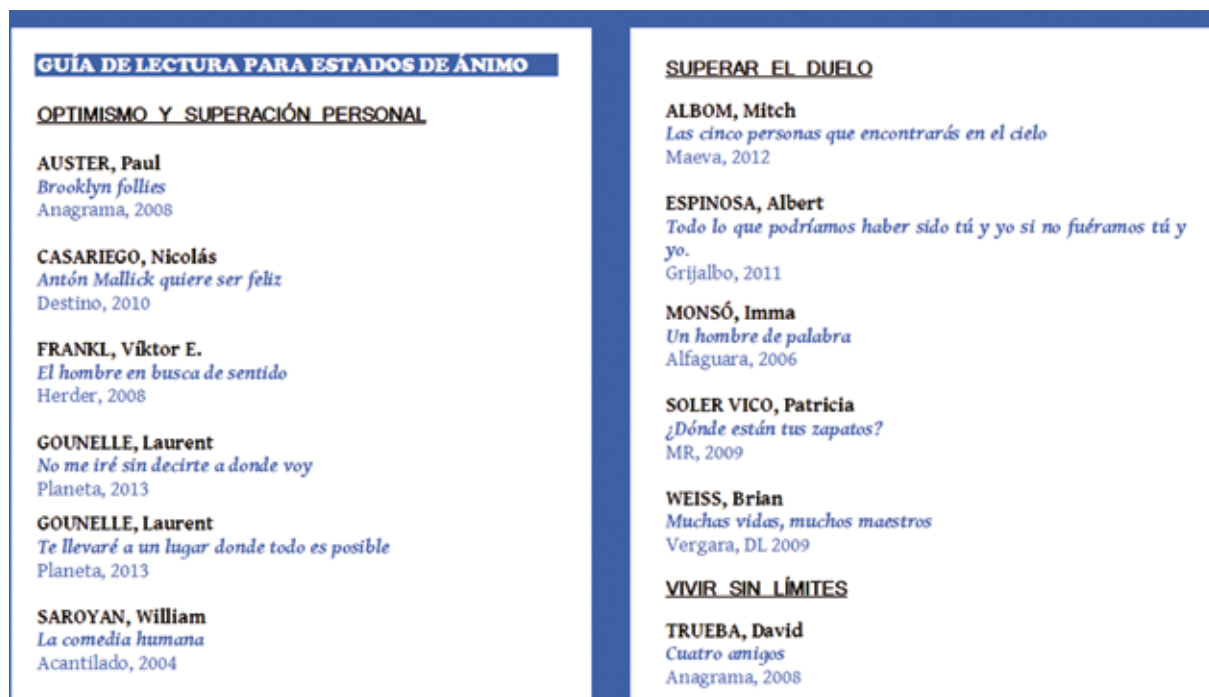 GUÍA DE LECTURA PARA ESTADOS DE ÁNIMO
OPTIMISMO Y SUPERACIÓN PERSONAL
AUSTER, Paul
Brooklyn follies
Anagrama, 2008
CASARIEGO, Nicolás
Antón Mallick quiere ser feliz
Destino, 2010
FRANKL, Víktor E.
El hombre en busca de sentido
Herder, 2008
GOUNELLE, Laurent
No me iré sin decirte a donde voy
Planeta, 2013
GOUNELLE, Laurent
Te llevaré a un lugar donde todo es posible
Planeta, 2013
SAROYAN, William
La comedia humana
Acantilado, 2004
SUPERAR EL DUELO
ALBOM, Mitch
Las cinco personas que encontrarás en el cielo
Maeva, 2012
ESPINOSA, Albert
Todo lo que podríamos haber sido tú y yo si no fuéramos tú y
yo.
Grijalbo, 2011
MONSÓ, Imma
Un hombre de palabra
Alfaguara, 2006
SOLER VICO, Patricia
¿Dónde están tus zapatos?
MR, 2009
WEISS, Brian
Muchas vidas, muchos maestros
Vergara, DL 2009
VIVIR SIN LÍMITES
TRUEBA, David
Cuatro amigos
Anagrama, 2008